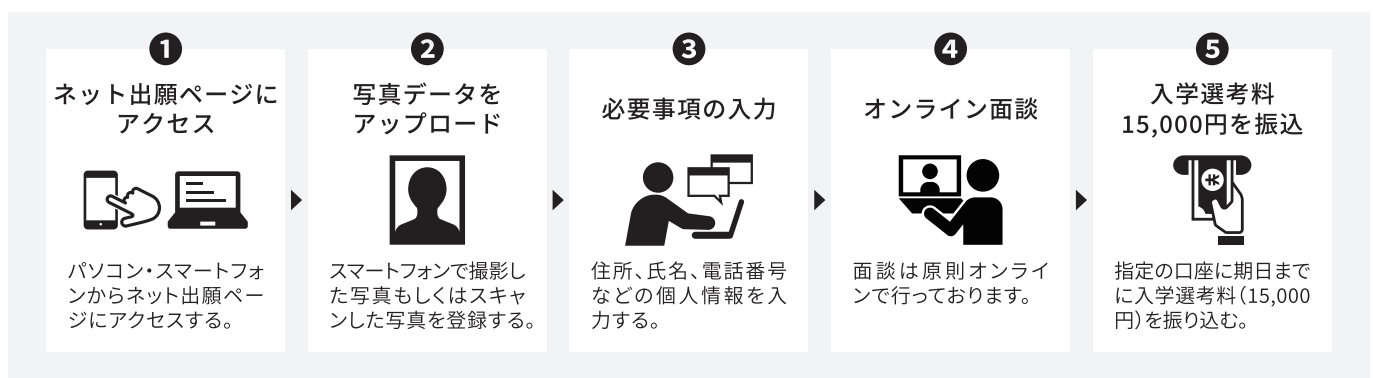 1
ネット出願ページに
アクセス
パソコン・スマートフォ
ンからネット出願ペー
ジにアクセスする。
2
写真データを
アップロード
スマートフォンで撮影し
た写真もしくはスキャ
ンした写真を登録する。
3
必要事項の入力
住所、氏名、電話番号
などの個人情報を入
力する。
4
オンライン面談
面談は原則オンライ
ンで行っております。
5
入学選考料
15,000円を振込
指定の口座に期日まで
に入学選考料（15,000
円）を振り込む。